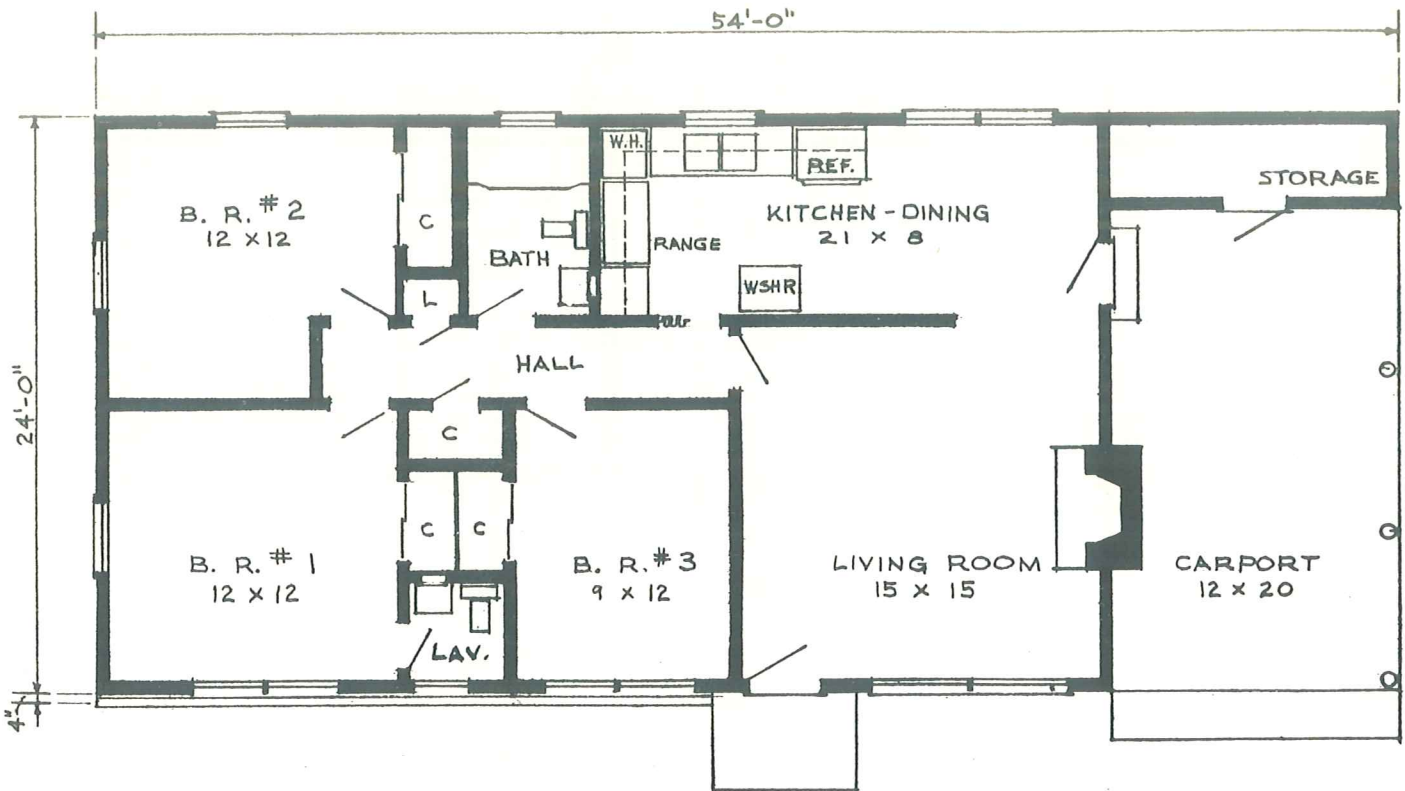 54'-0"
W.H.
REF.
STORAGE
B. R. #2
12 X 12
C
KITCHEN - DINING
21 X 8
BATH
RANGE
WSHR
L
HALL
24'-0"
C
C
C
B. R. #1
12 X 12
B. R. #3
9 X 12
LIVING ROOM
15 X 15
CARPORT
12 X 20
LAV.
4"